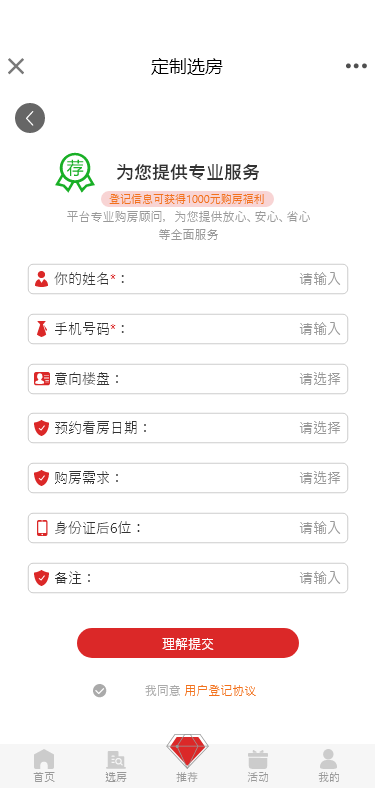 定制选房
荐
为您提供专业服务
登记信息可获得1000元购房福利
平台专业购房顾问，为您提供放心、安心、省心
等全面服务
你的姓名*： 请输入
手机号码*： 请输入
意向楼盘： 请选择
预约看房日期： 请选择
购房需求： 请选择
身份证后6位： 请输入
备注： 请输入
理解提交
我同意 用户登记协议
首页 选房 推荐 活动 我的